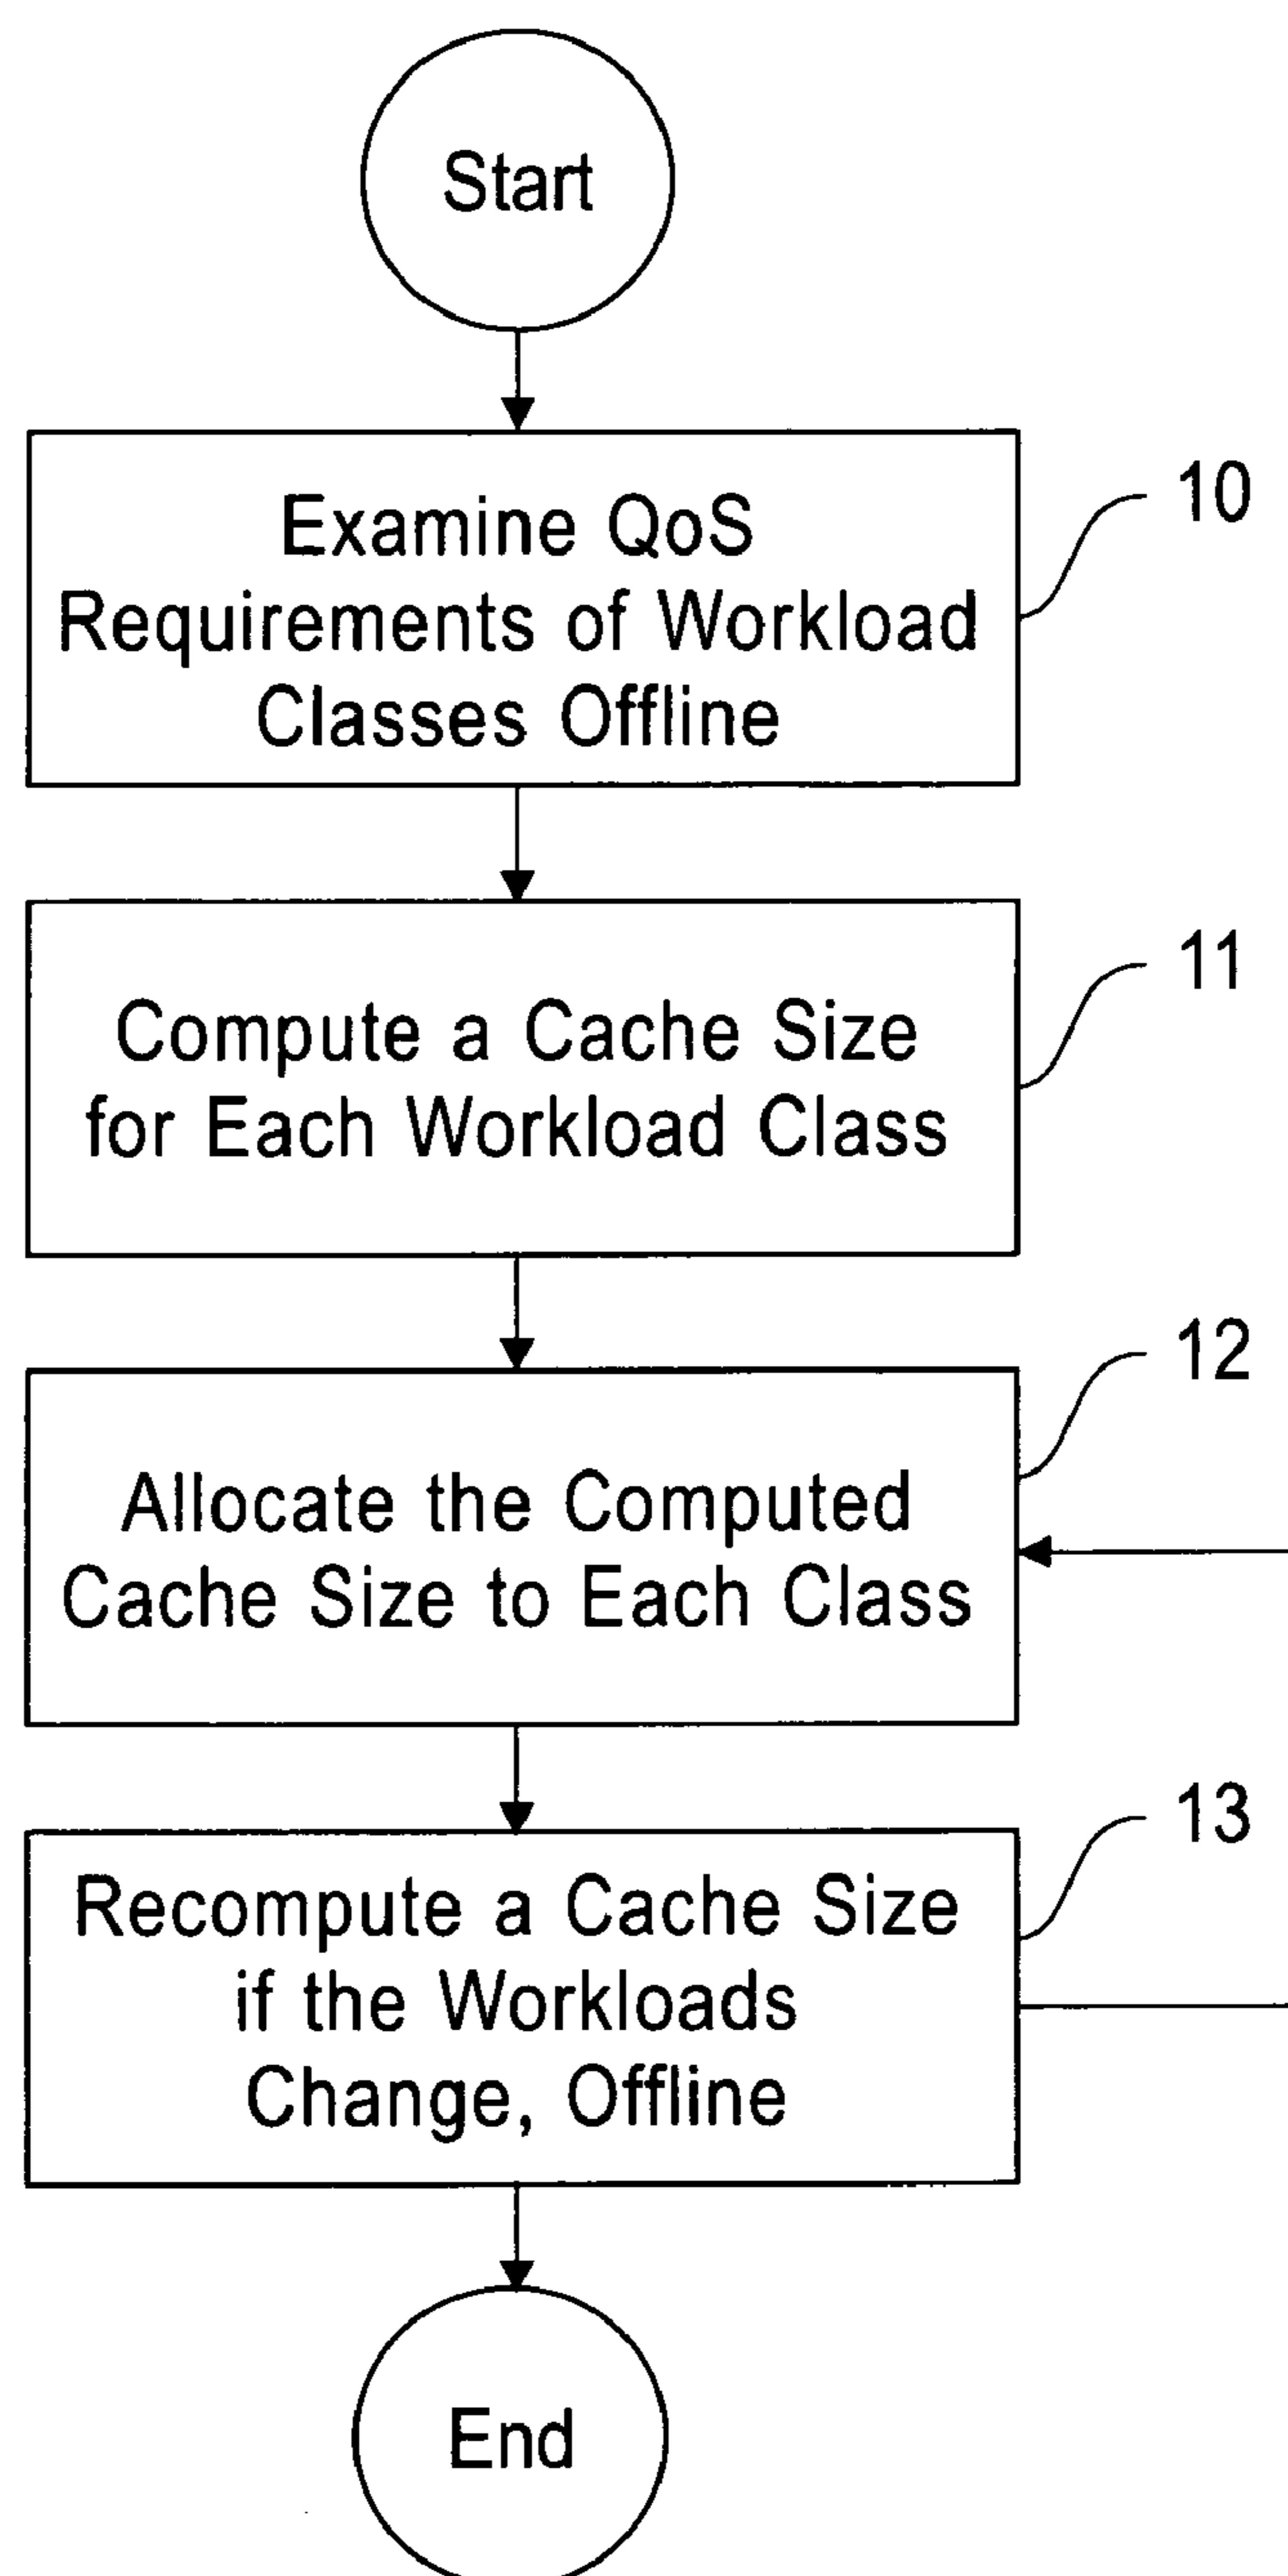 Start
Examine QoS
Requirements of Workload
Classes Offline
10
Compute a Cache Size
for Each Workload Class
11
Allocate the Computed
Cache Size to Each Class
12
Recompute a Cache Size
if the Workloads
Change, Offline
13
End